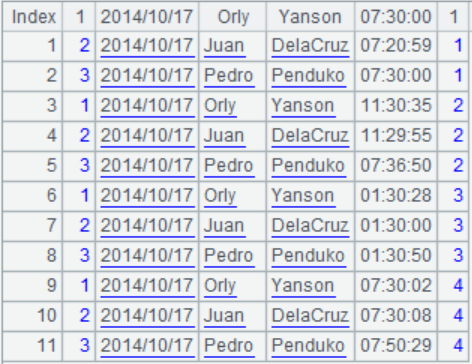 Index 1 2014/10/17 Orly Yanson 07:30:00 1
1 2 2014/10/17 Juan DelaCruz 07:20:59 1
2 3 2014/10/17 Pedro Penduko 07:30:00 1
3 1 2014/10/17 Orly Yanson 11:30:35 2
4 2 2014/10/17 Juan DelaCruz 11:29:55 2
5 3 2014/10/17 Pedro Penduko 07:36:50 2
6 1 2014/10/17 Orly Yanson 01:30:28 3
7 2 2014/10/17 Juan DelaCruz 01:30:00 3
8 3 2014/10/17 Pedro Penduko 01:30:50 3
9 1 2014/10/17 Orly Yanson 07:30:02 4
10 2 2014/10/17 Juan DelaCruz 07:30:08 4
11 3 2014/10/17 Pedro Penduko 07:50:29 4